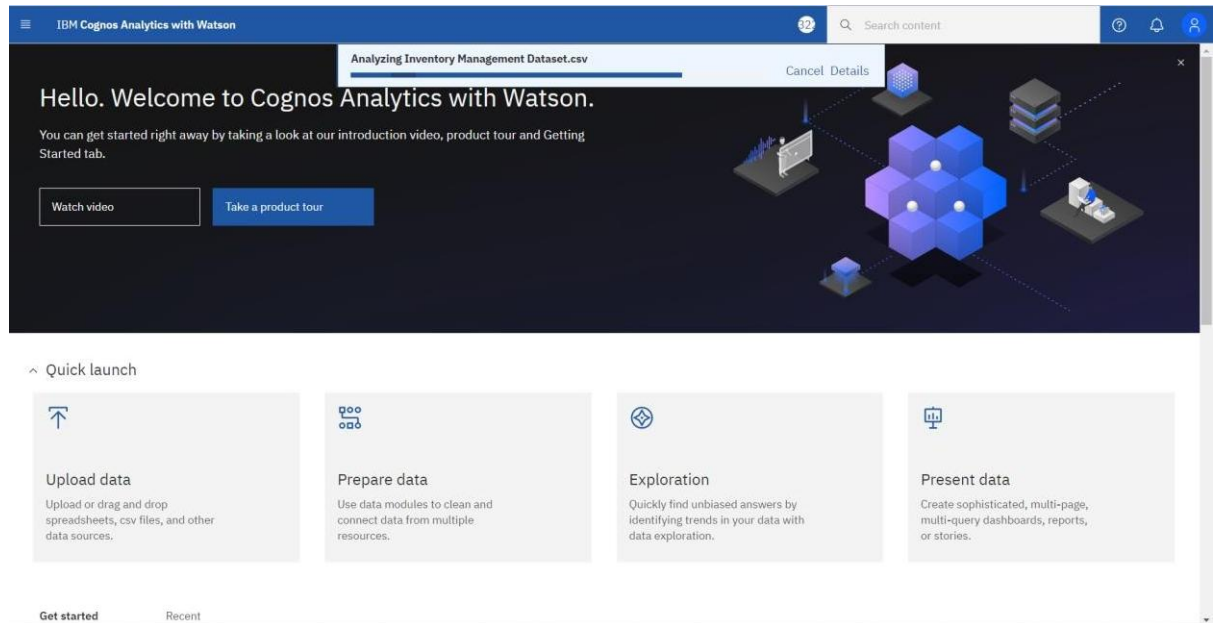 IBM Cognos Analytics with Watson
32
Search content
Analyzing Inventory Management Dataset.csv
Cancel Details
Hello. Welcome to Cognos Analytics with Watson.
You can get started right away by taking a look at our introduction video, product tour and Getting
Started tab.
Watch video
Take a product tour
Quick launch
Upload data
Upload or drag and drop
spreadsheets, csv files, and other
data sources.
Prepare data
Use data modules to clean and
connect data from multiple
resources.
Exploration
Quickly find unbiased answers by
identifying trends in your data with
data exploration.
Present data
Create sophisticated, multi-page,
multi-query dashboards, reports,
or stories.
Get started
Recent